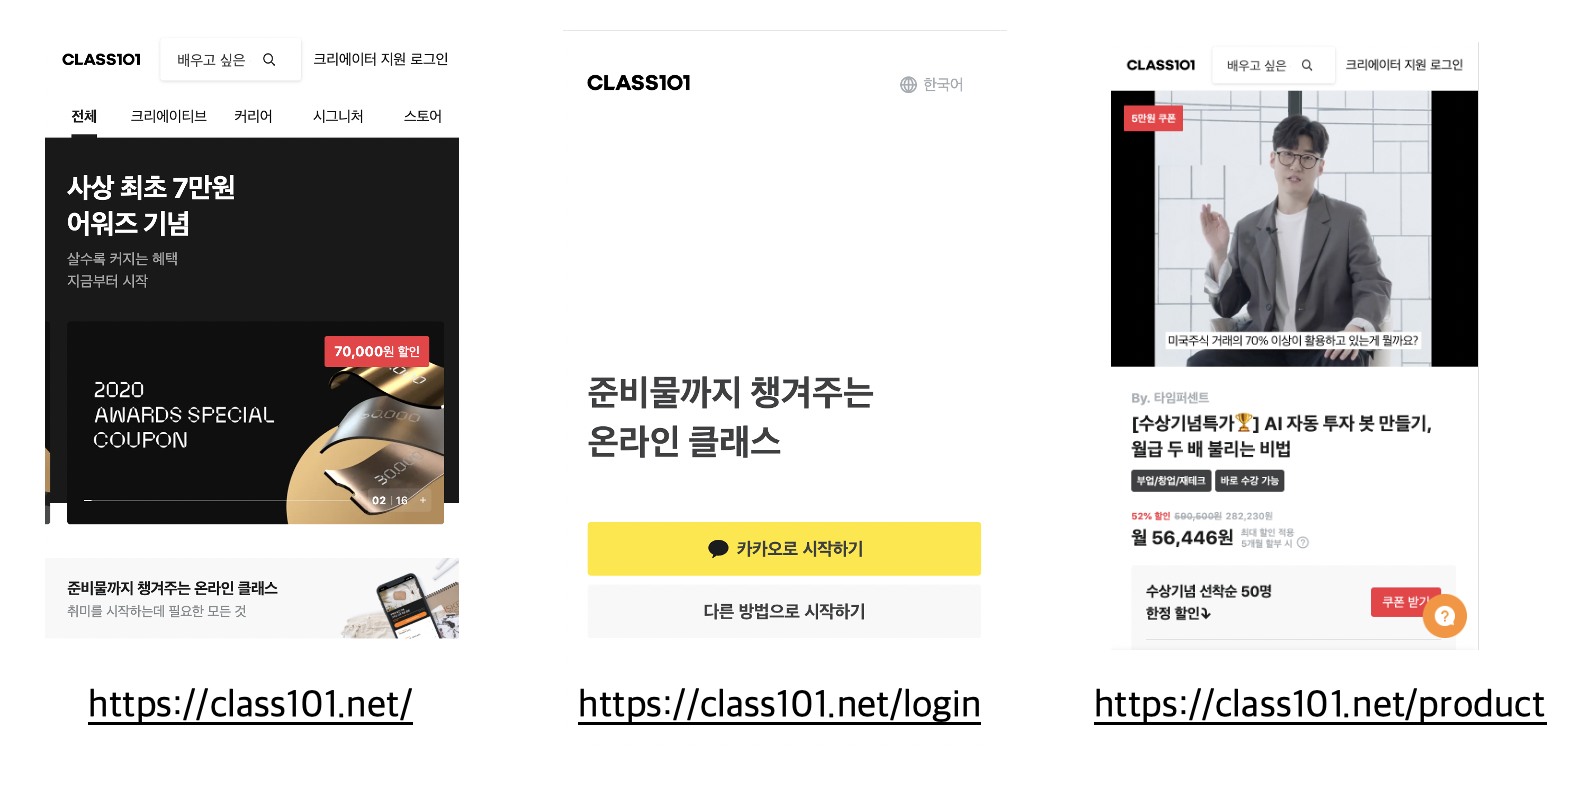 CLASS101
배우고 싶은
크리에이터 지원 로그인
전체
크리에이티브
커리어
시그니처
스토어
사상 최초 7만원
어워즈 기념
살수록 커지는 혜택
지금부터 시작
70,000원 할인
2020
AWARDS SPECIAL
COUPON
50,000
30,000
02 | 16 +
준비물까지 챙겨주는 온라인 클래스
취미를 시작하는데 필요한 모든 것
https://class101.net/
CLASS101
한국어
준비물까지 챙겨주는
온라인 클래스
카카오로 시작하기
다른 방법으로 시작하기
https://class101.net/login
CLASS101
배우고 싶은
크리에이터 지원 로그인
5만원 쿠폰
미국주식 거래의 70% 이상이 활용하고 있는게 뭘까요?
By. 타임퍼센트
[수상기념특가🏆] AI 자동 투자 봇 만들기,
월급 두 배 불리는 비법
부업/창업/재테크
바로 수강 가능
52% 할인 590,500원 282,230원
월 56,446원
최대 할인 적용
5개월 할부 시 ?
수상기념 선착순 50명
한정 할인↓
쿠폰 받기
https://class101.net/product